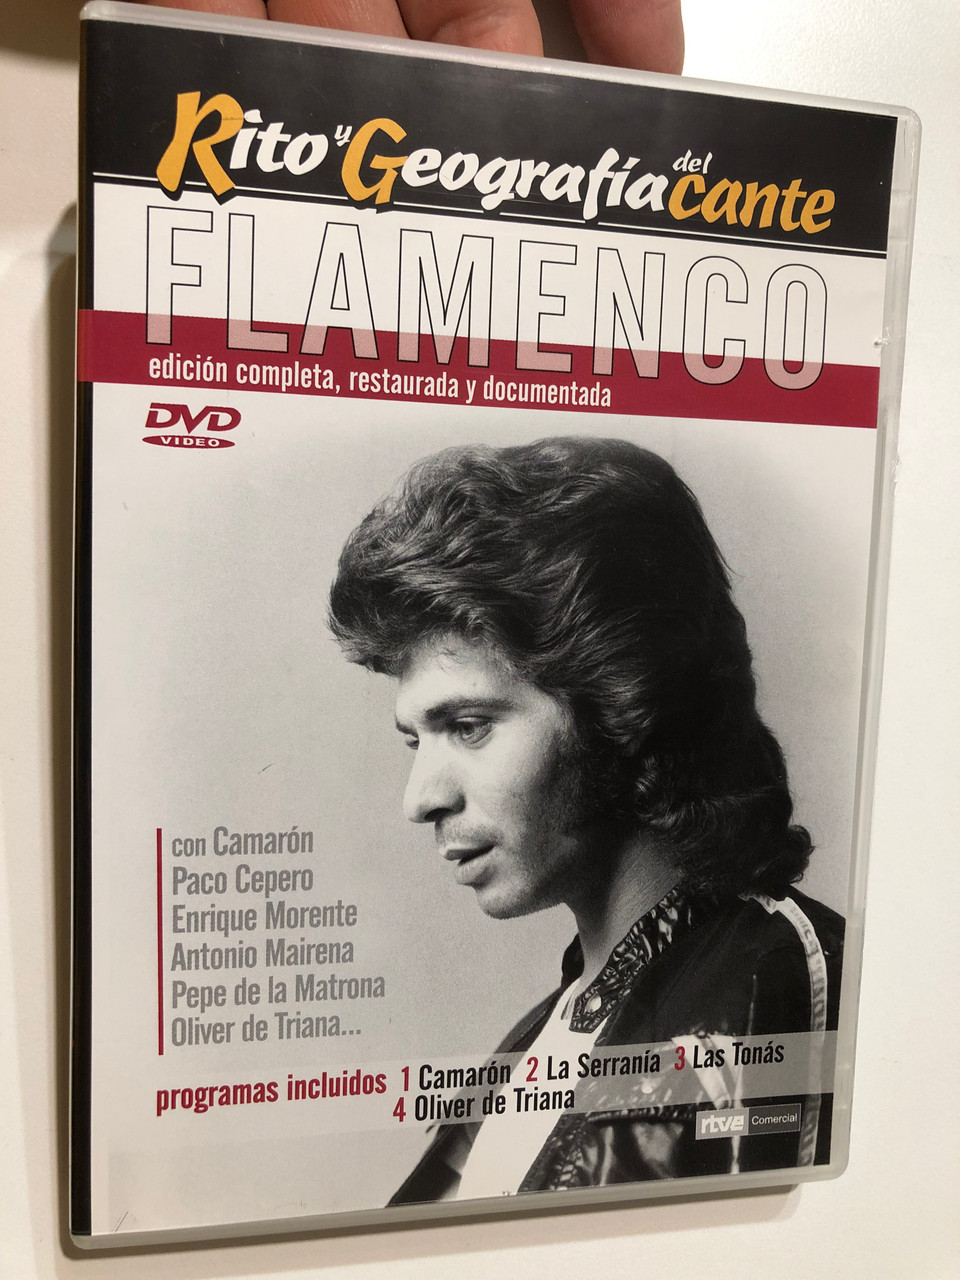 Rito y Geografía del cante
FLAMENCO
edición completa, restaurada y documentada
DVD
VIDEO
con Camarón
Paco Cepero
Enrique Morente
Antonio Mairena
Pepe de la Matrona
Oliver de Triana...
programas incluidos 1 Camarón 2 La Serranía 3 Las Tonás
4 Oliver de Triana
rtve Comercial